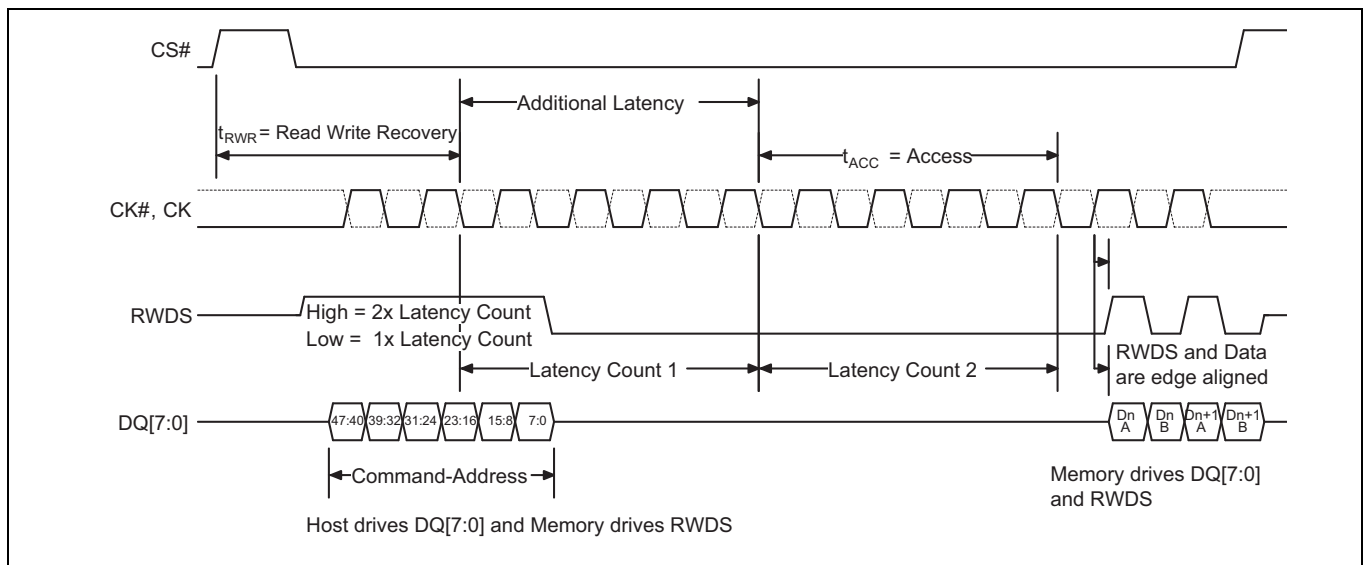 CS#
Additional Latency
tRWR = Read Write Recovery
tACC = Access
CK#, CK
RWDS
High = 2x Latency Count
Low = 1x Latency Count
RWDS and Data
are edge aligned
Latency Count 1
Latency Count 2
DQ[7:0]
47:40 39:32 31:24 23:16 15:8 7:0
Dn A
Dn B
Dn+1 A
Dn+1 B
Command-Address
Memory drives DQ[7:0]
and RWDS
Host drives DQ[7:0] and Memory drives RWDS